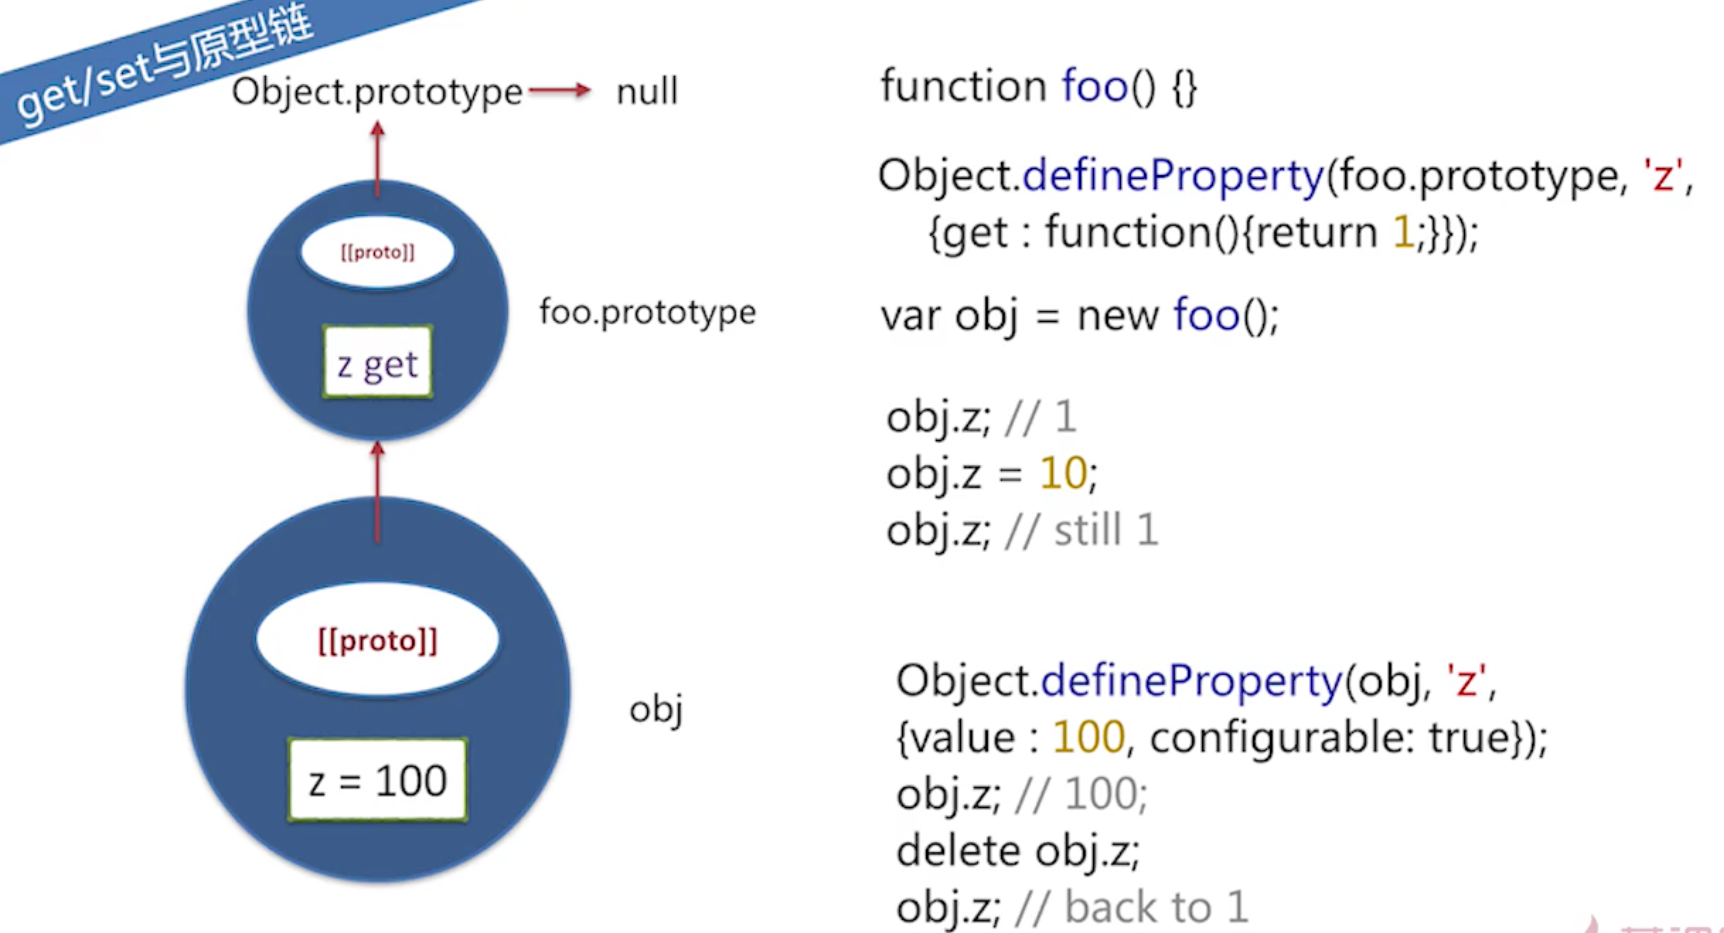 get/set与原型链
Object.prototype
null
[[proto]]
z get
foo.prototype
[[proto]]
z = 100
obj
function foo() {}
Object.defineProperty(foo.prototype, 'z',
{get : function(){return 1;}});
var obj = new foo();
obj.z; // 1
obj.z = 10;
obj.z; // still 1
Object.defineProperty(obj, 'z',
{value : 100, configurable: true});
obj.z; // 100;
delete obj.z;
obj.z; // back to 1